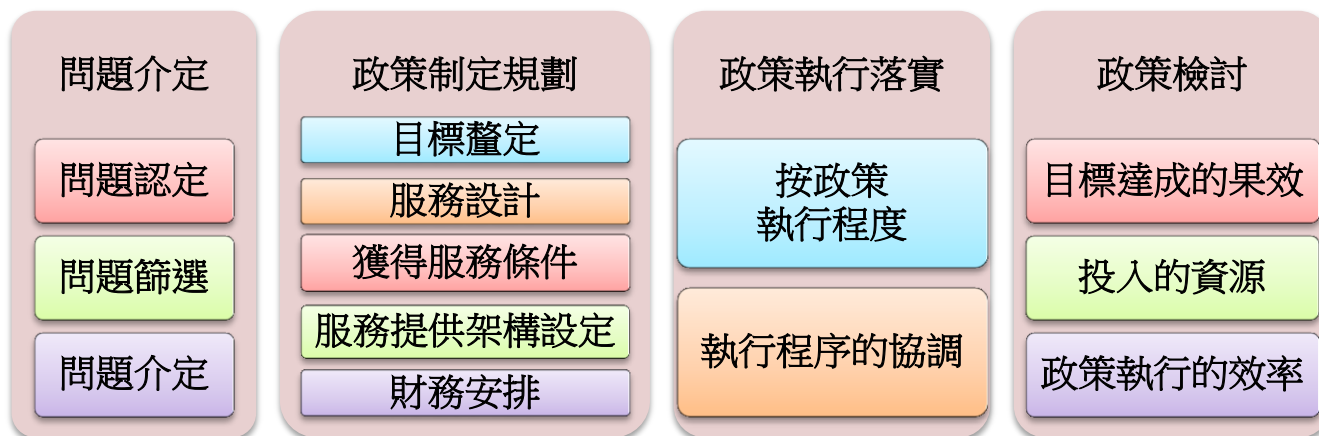 問題介定
問題認定
問題篩選
問題介定
政策制定規劃
目標釐定
服務設計
獲得服務條件
服務提供架構設定
財務安排
政策執行落實
按政策
執行程度
執行程序的協調
政策檢討
目標達成的果效
投入的資源
政策執行的效率